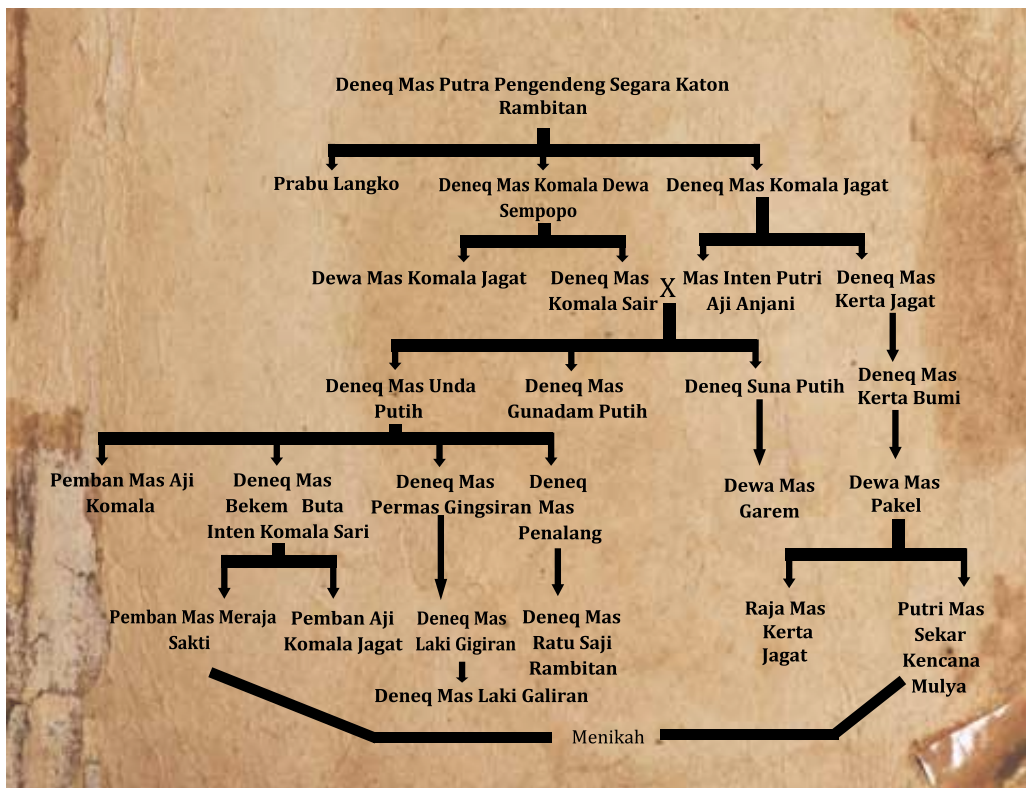 Deneq Mas Putra Pengendeng Segara Katon
Rambitan
Prabu Langko
Deneq Mas Komala Dewa
Sempopo
Deneq Mas Komala Jagat
Dewa Mas Komala Jagat
Deneq Mas
Komala Sair
X
Mas Inten Putri
Aji Anjani
Deneq Mas
Kerta Jagat
Deneq Mas Unda
Putih
Deneq Mas
Gunadam Putih
Deneq Suna Putih
Deneq Mas
Kerta Bumi
Pemban Mas Aji
Komala
Deneq Mas
Bekem Buta
Inten Komala Sari
Deneq Mas
Permas Gingsiran
Deneq
Mas
Penalang
Dewa Mas
Garem
Dewa Mas
Pakel
Pemban Mas Meraja
Sakti
Pemban Aji
Komala Jagat
Deneq Mas
Laki Gigiran
Deneq Mas
Ratu Saji
Rambitan
Raja Mas
Kerta
Jagat
Putri Mas
Sekar
Kencana
Mulya
Deneq Mas Laki Galiran
Menikah